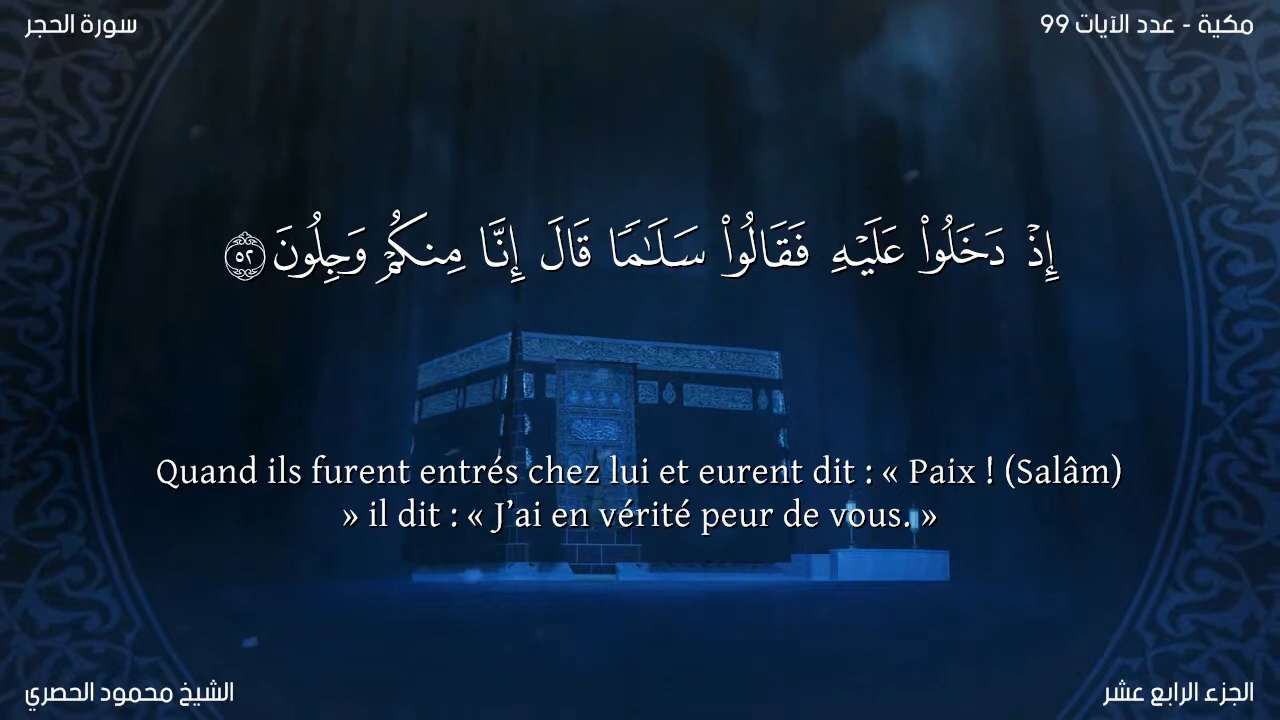 سورة الحجر
مكية - عدد الآيات 99
إِذْ دَخَلُوا۟ عَلَيْهِ فَقَالُوا۟ سَلَـٰمًا قَالَ إِنَّا مِنكُمْ وَجِلُونَ ٥٢
Quand ils furent entrés chez lui et eurent dit : « Paix ! (Salâm)
» il dit : « J’ai en vérité peur de vous. »
الشيخ محمود الحصري
الجزء الرابع عشر